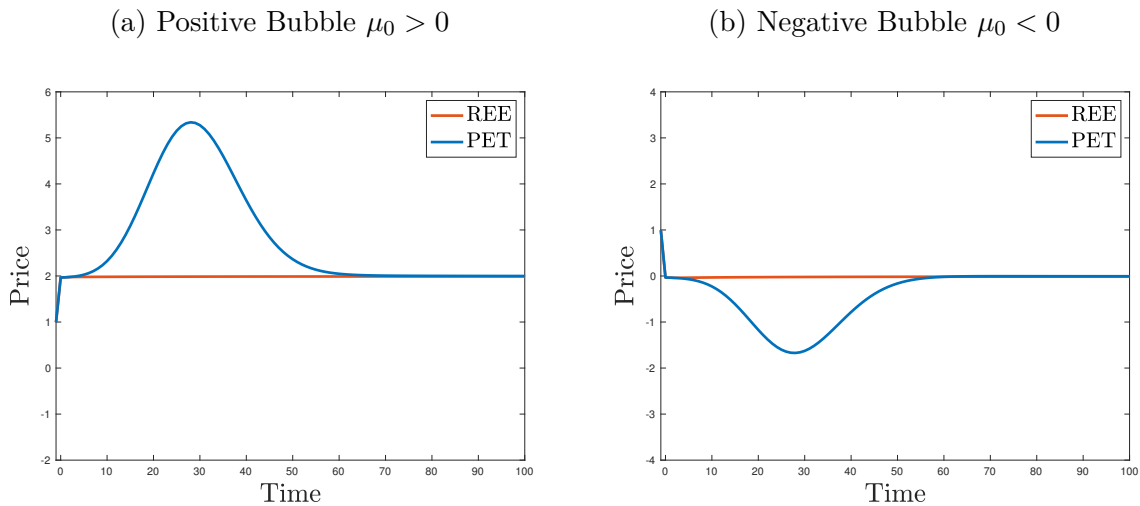 (a) Positive Bubble μ₀ > 0
6
5
4
3
2
1
0
-1
-2
0 10 20 30 40 50 60 70 80 90 100
Price
Time
REE
PET
(b) Negative Bubble μ₀ < 0
4
3
2
1
0
-1
-2
-3
-4
0 10 20 30 40 50 60 70 80 90 100
Price
Time
REE
PET